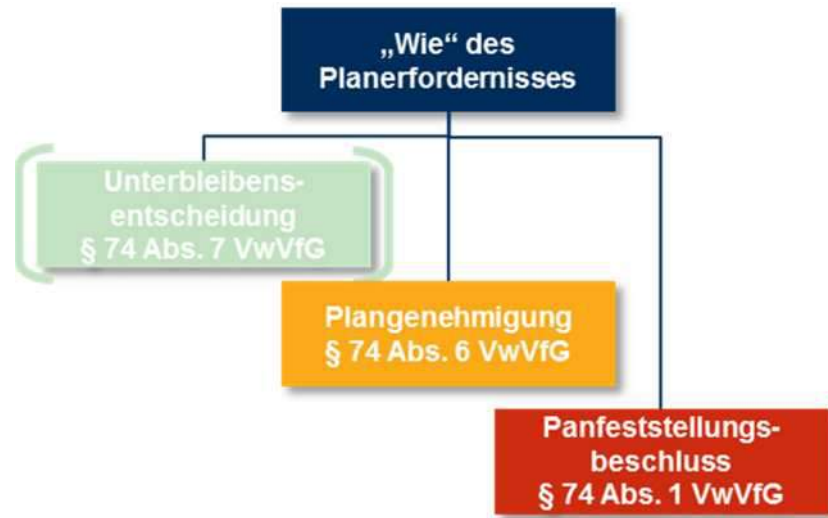 „Wie“ des
Planerfordernisses
Unterbleibens-
entscheidung
§ 74 Abs. 7 VwVfG
Plangenehmigung
§ 74 Abs. 6 VwVfG
Panfeststellungs-
beschluss
§ 74 Abs. 1 VwVfG